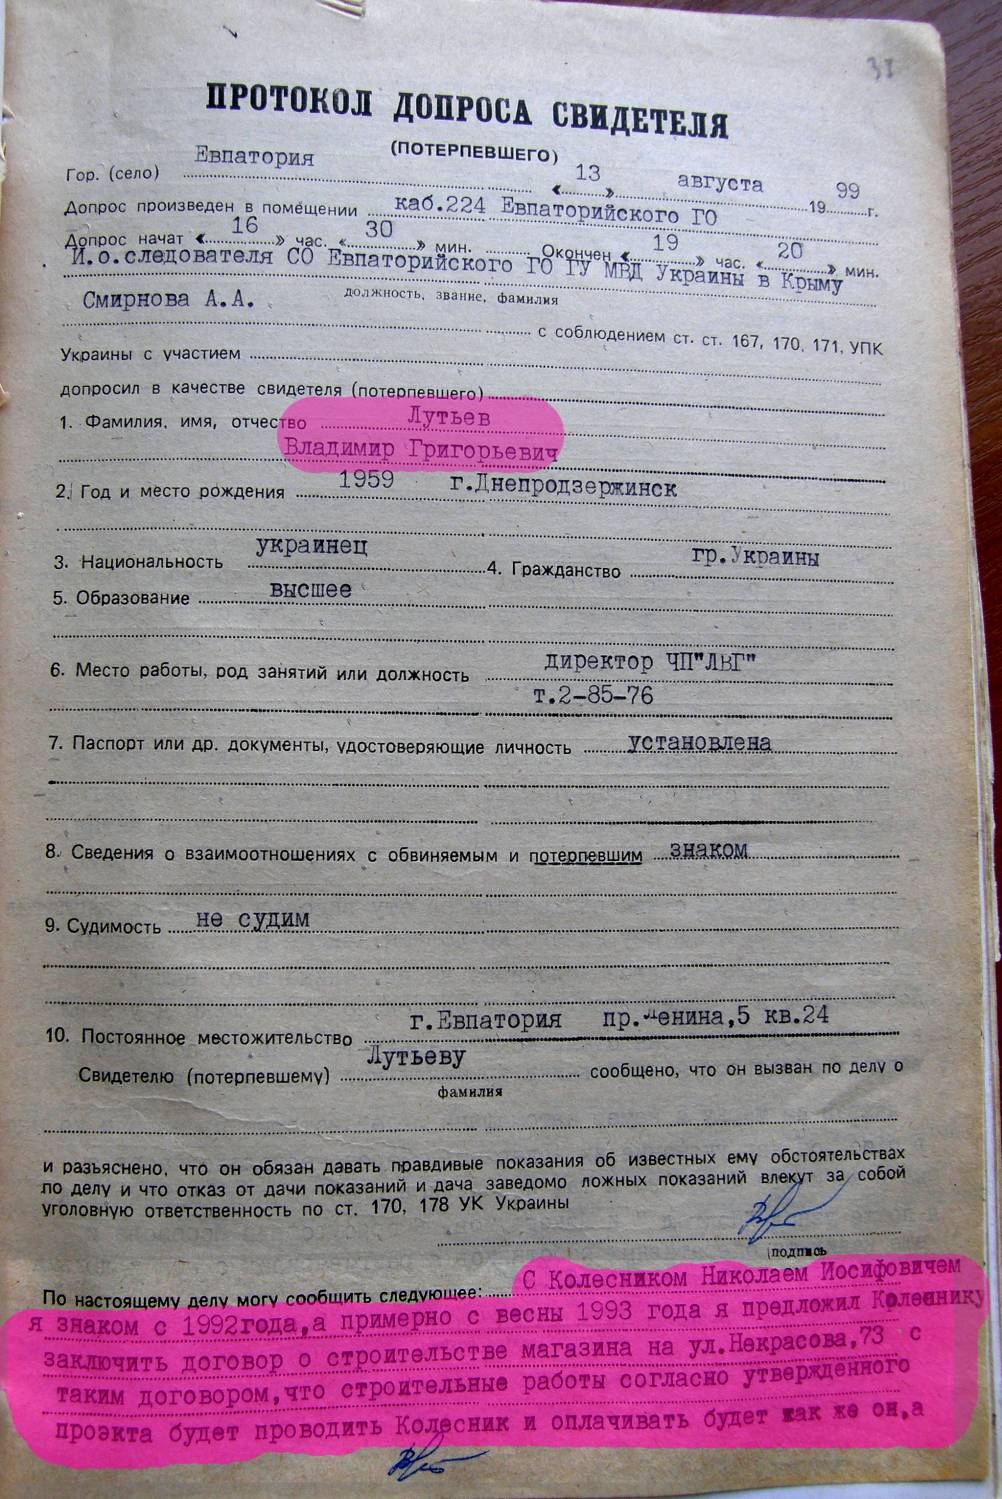 ПРОТОКОЛ ДОПРОСА СВИДЕТЕЛЯ
(ПОТЕРПЕВШЕГО)
Гор. (село) Евпатория « 13 » августа 19 99 г.
Допрос произведен в помещении каб.224 Евпаторийского ГО
Допрос начат « 16 » час. « 30 » мин. Окончен « 19 » час. « 20 » мин.
И.о.следователя СО Евпаторийского ГО ГУ МВД Украины в Крыму
Смирнова А.А.
должность, звание, фамилия
с соблюдением ст. ст. 167, 170, 171, УПК
Украины с участием
допросил в качестве свидетеля (потерпевшего)
1. Фамилия, имя, отчество Лутьев
Владимир Григорьевич
2. Год и место рождения 1959 г.Днепродзержинск
3. Национальность украинец 4. Гражданство гр.Украины
5. Образование высшее
6. Место работы, род занятий или должность директор ЧП"ЛВГ"
т.2-85-76
7. Паспорт или др. документы, удостоверяющие личность установлена
8. Сведения о взаимоотношениях с обвиняемым и потерпевшим знаком
9. Судимость не судим
10. Постоянное местожительство г.Евпатория пр.Ленина,5 кв.24
Свидетелю (потерпевшему) Лутьеву сообщено, что он вызван по делу о
фамилия
и разъяснено, что он обязан давать правдивые показания об известных ему обстоятельствах
по делу и что отказ от дачи показаний и дача заведомо ложных показаний влекут за собой
уголовную ответственность по ст. 170, 178 УК Украины
подпись
По настоящему делу могу сообщить следующее: С Колесником Николаем Иосифовичем
я знаком с 1992года,а примерно с весны 1993 года я предложил Колеснику
заключить договор о строительстве магазина на ул.Некрасова,73 с
таким договором,что строительные работы согласно утвержденного
проэкта будет проводить Колесник и оплачивать будет так же он,а